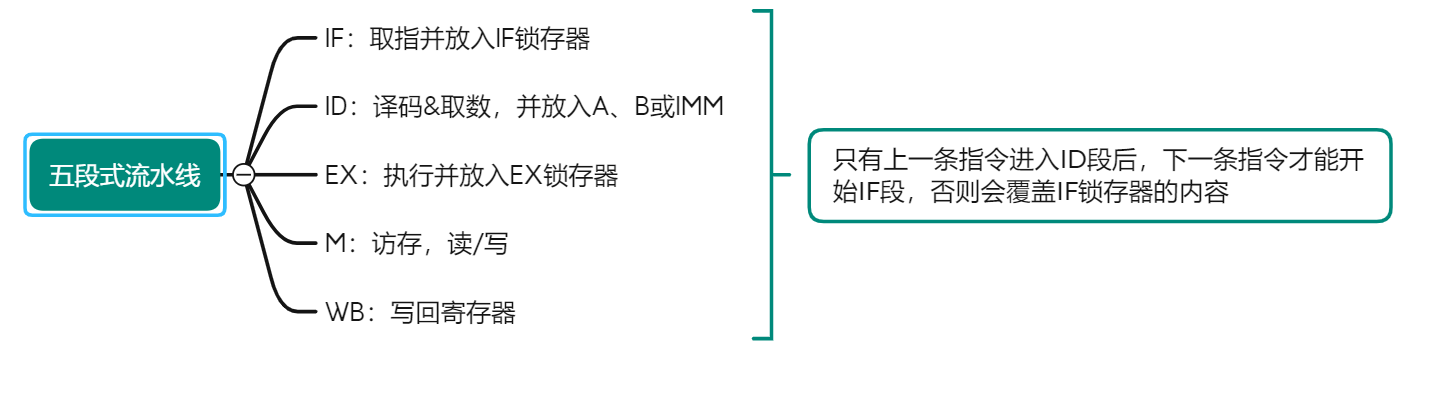 五段式流水线
IF：取指并放入IF锁存器
ID：译码&取数，并放入A、B或IMM
EX：执行并放入EX锁存器
M：访存，读/写
WB：写回寄存器
只有上一条指令进入ID段后，下一条指令才能开
始IF段，否则会覆盖IF锁存器的内容